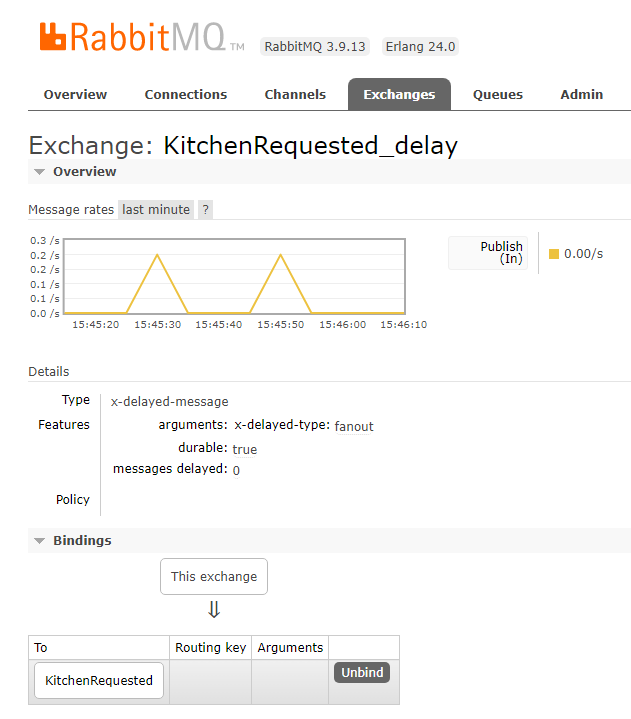 RabbitMQ TM RabbitMQ 3.9.13 Erlang 24.0
Overview Connections Channels Exchanges Queues Admin
Exchange: KitchenRequested_delay
Overview
Message rates last minute ?
0.3 /s
0.2 /s
0.2 /s
0.1 /s
0.1 /s
0.0 /s
15:45:20 15:45:30 15:45:40 15:45:50 15:46:00 15:46:10
Publish
(In)
0.00/s
Details
Type x-delayed-message
Features arguments: x-delayed-type: fanout
durable: true
messages delayed: 0
Policy
Bindings
This exchange
⇓
To Routing key Arguments
KitchenRequested Unbind